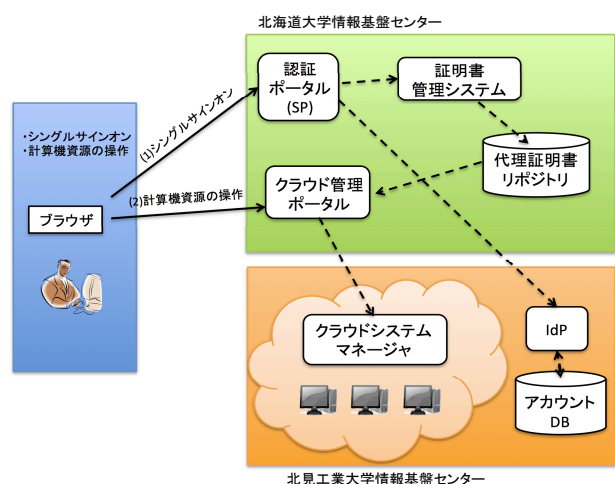 北海道大学情報基盤センター
認証
ポータル
(SP)
証明書
管理システム
・シングルサインオン
・計算機資源の操作
(1)シングルサインオン
代理証明書
リポジトリ
クラウド管理
ポータル
(2)計算機資源の操作
ブラウザ
クラウドシステム
マネージャ
IdP
アカウント
DB
北見工業大学情報基盤センター